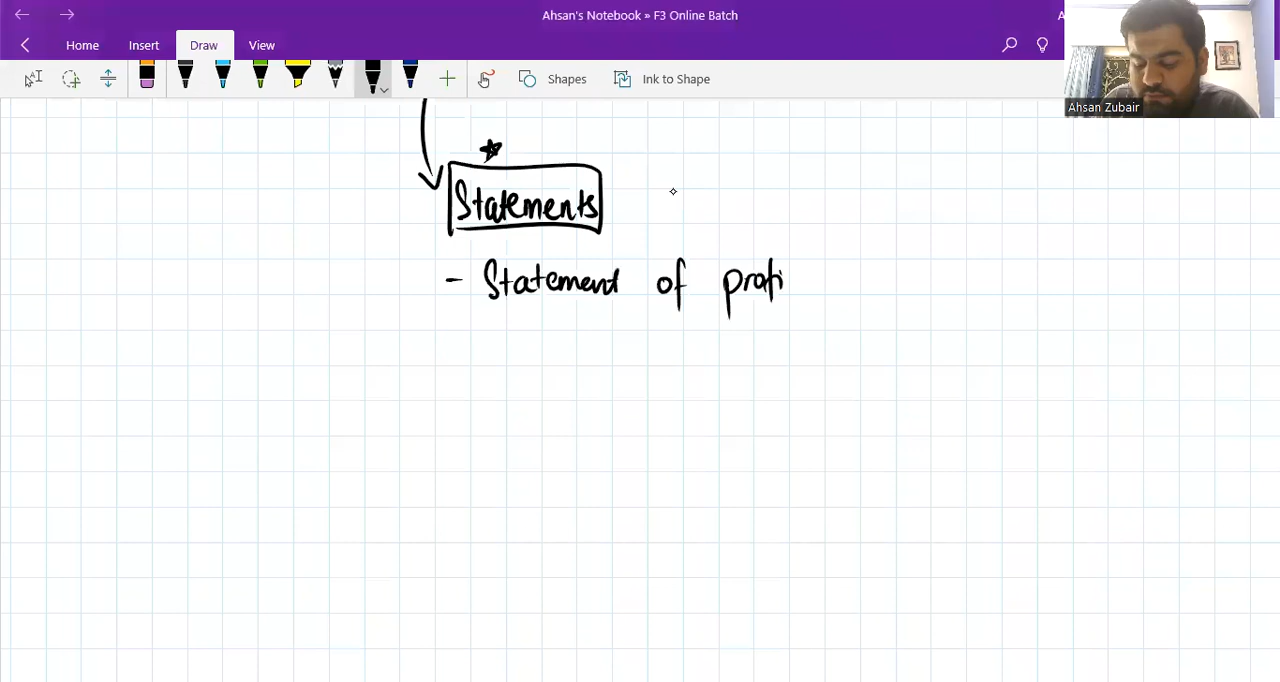 Ahsan's Notebook » F3 Online Batch
Home Insert Draw View
Shapes Ink to Shape
Ahsan Zubair
Statements
- Statement of profi